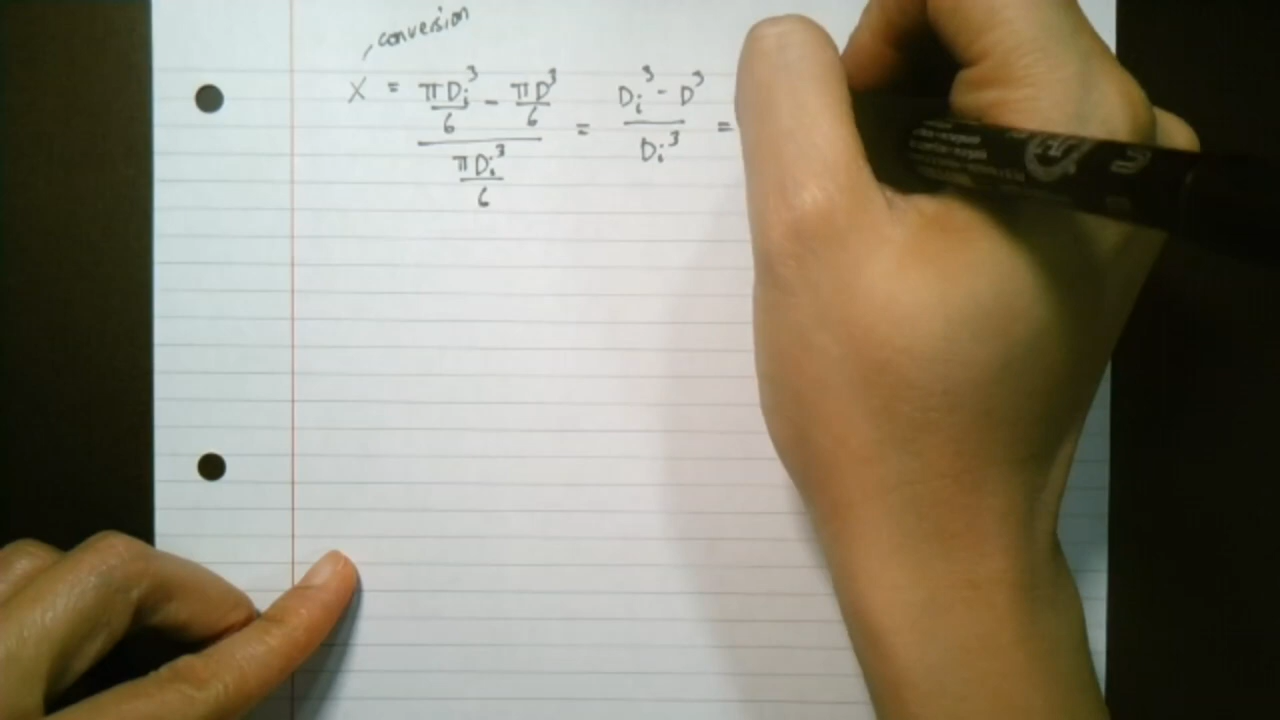 conversion
X = (πDᵢ³/6 - πD³/6) / (πDᵢ³/6) = (Dᵢ³ - D³) / Dᵢ³ =